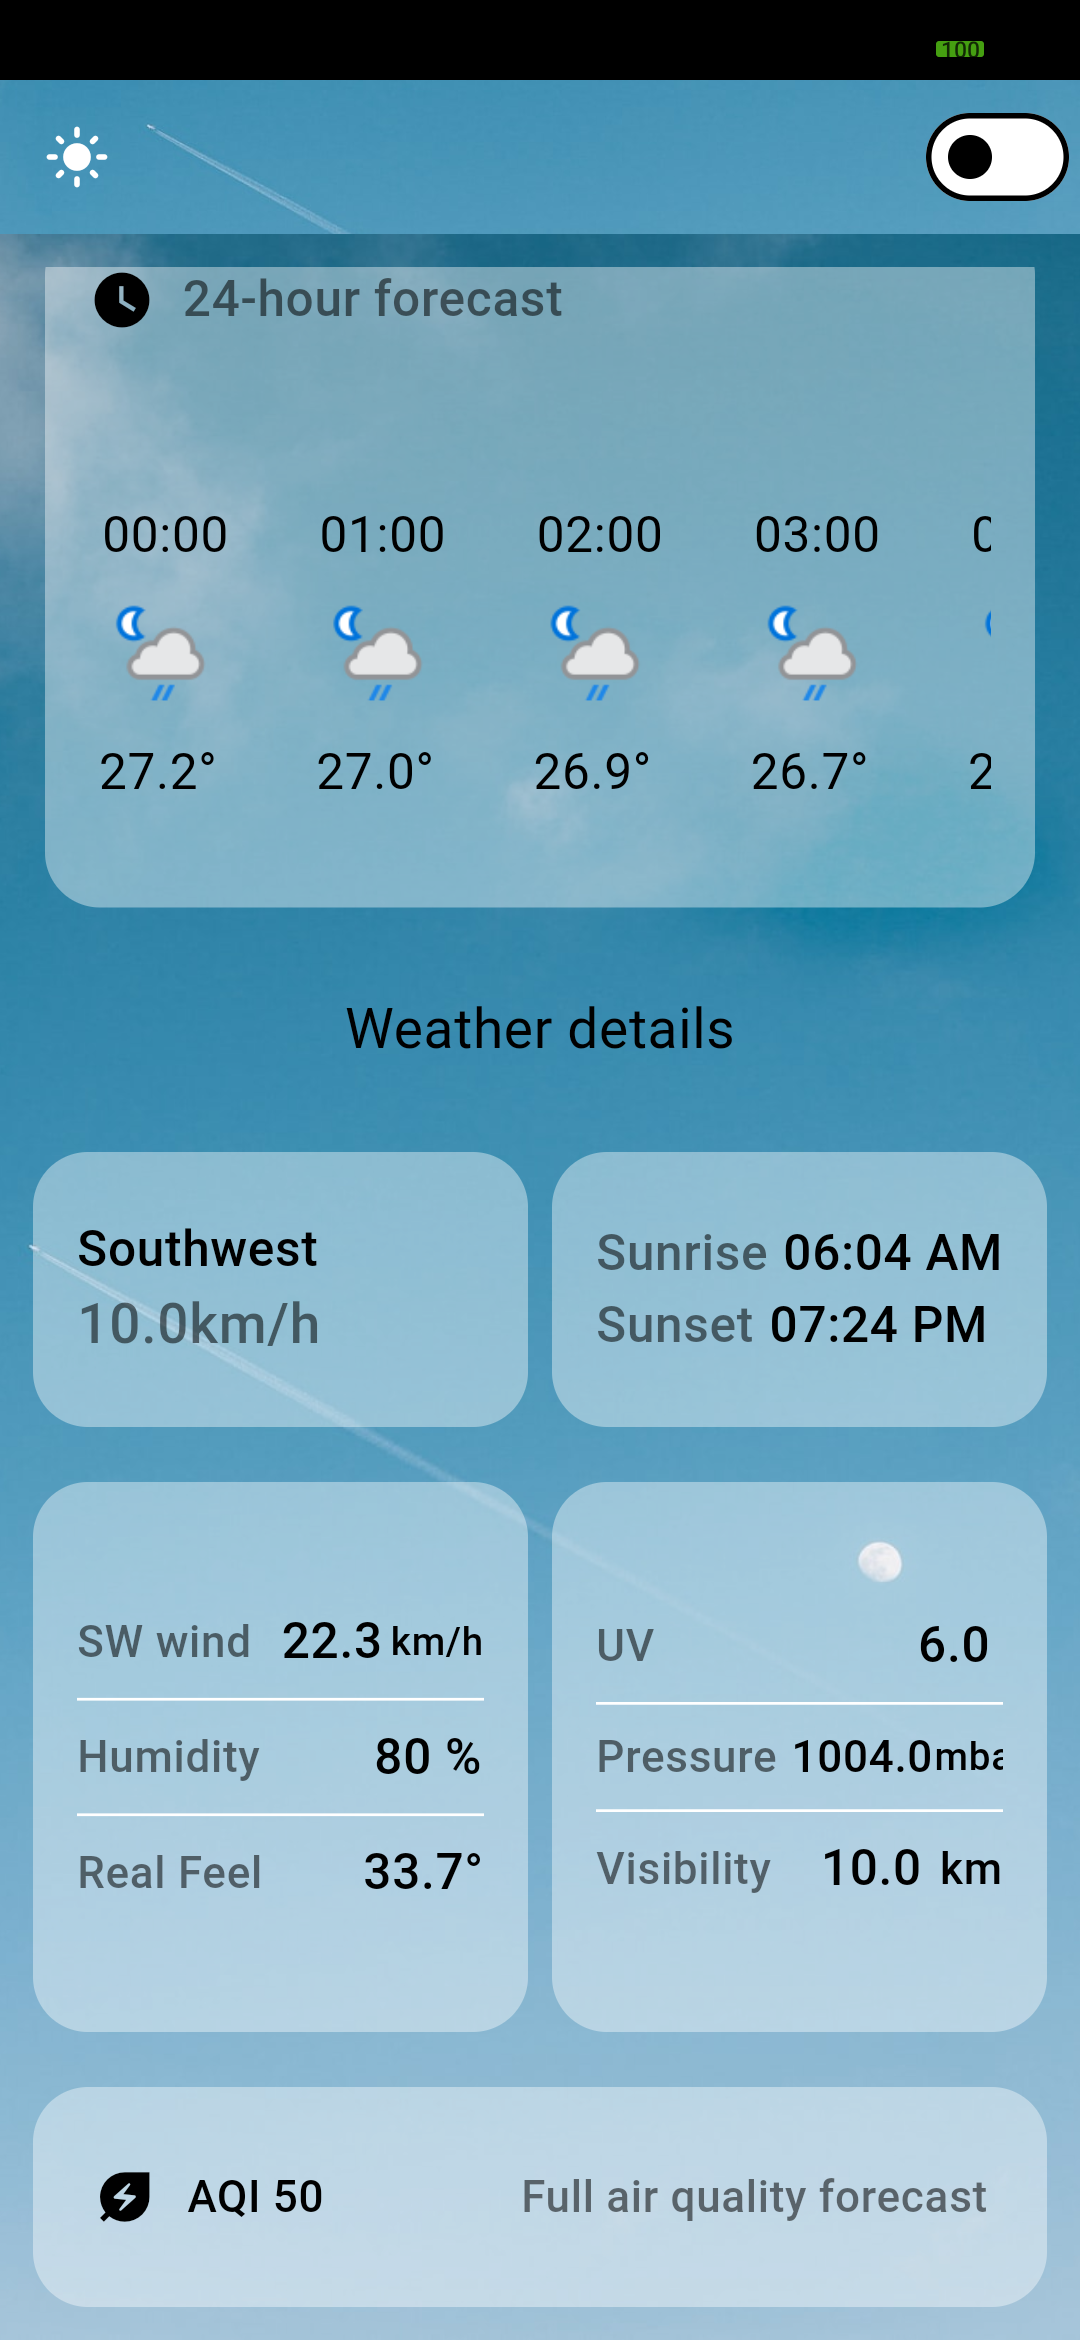 100
24-hour forecast
00:00 01:00 02:00 03:00
27.2° 27.0° 26.9° 26.7° 2
Weather details
Southwest
10.0km/h
Sunrise 06:04 AM
Sunset 07:24 PM
SW wind 22.3 km/h
Humidity 80 %
Real Feel 33.7°
UV 6.0
Pressure 1004.0mba
Visibility 10.0 km
AQI 50 Full air quality forecast